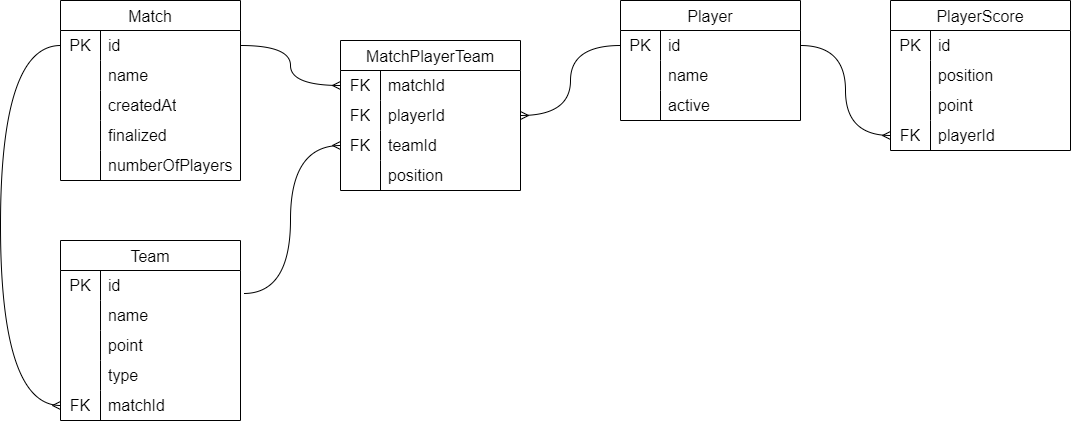 Match
PK id
name
createdAt
finalized
numberOfPlayers
MatchPlayerTeam
FK matchId
FK playerId
FK teamId
position
Player
PK id
name
active
PlayerScore
PK id
position
point
FK playerId
Team
PK id
name
point
type
FK matchId